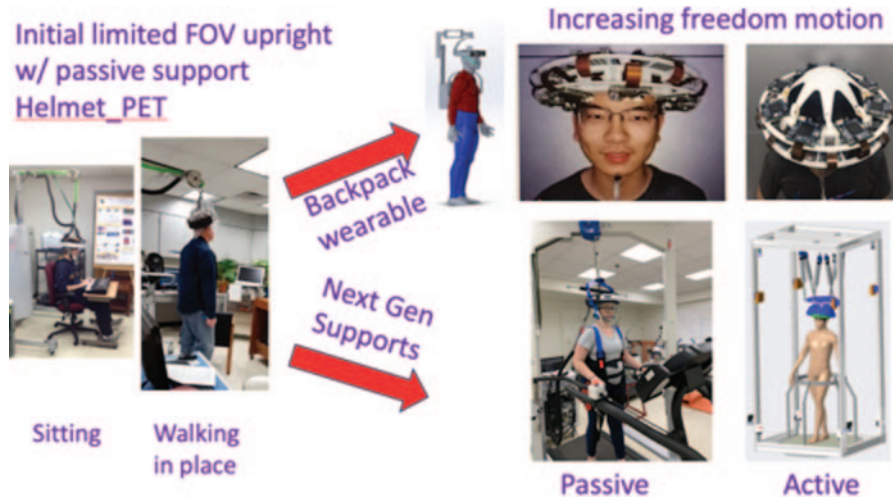 Initial limited FOV upright
w/ passive support
Helmet_PET
Increasing freedom motion
Backpack
wearable
Next Gen
Supports
Sitting
Walking
in place
Passive
Active